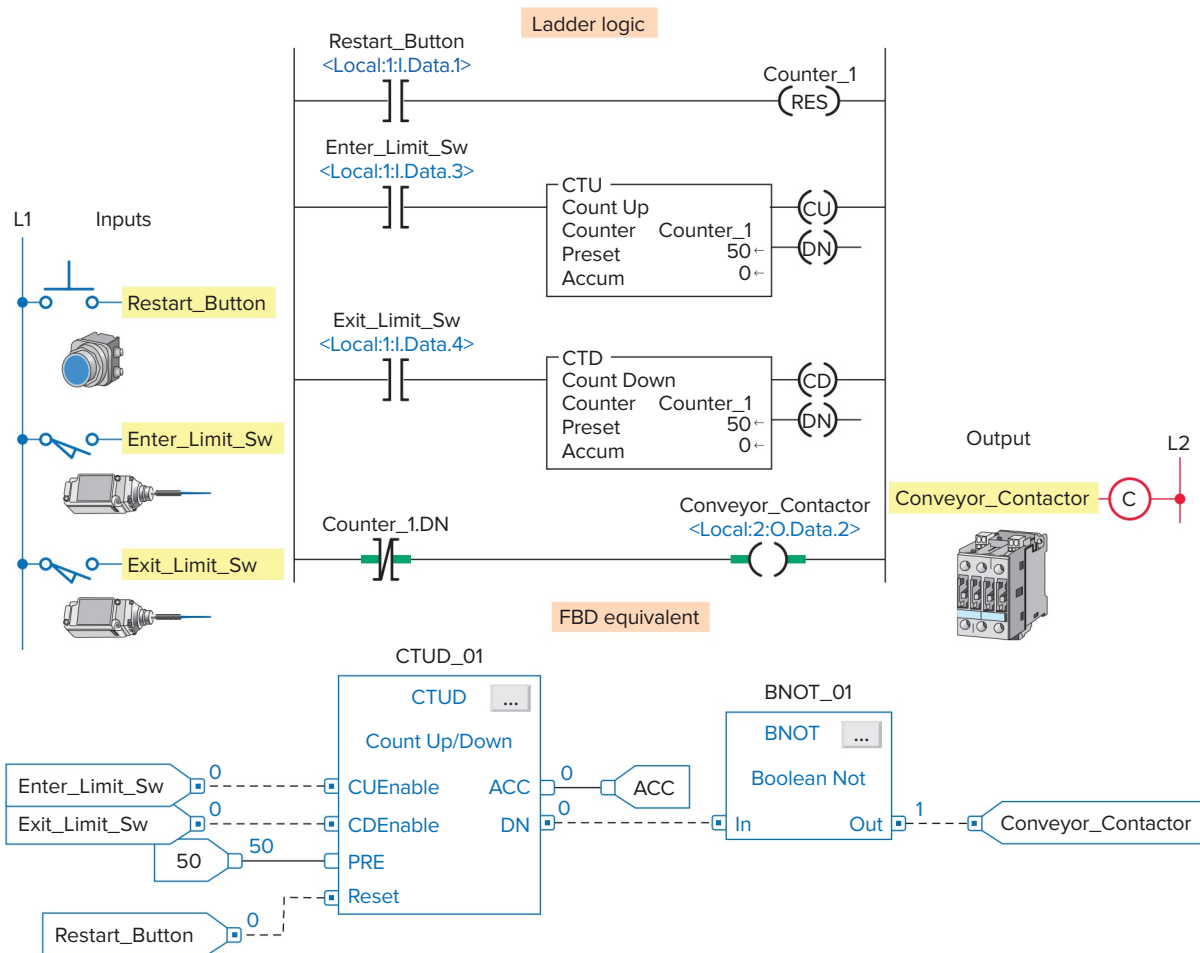 Ladder logic
Restart_Button
<Local:1:I.Data.1>
Counter_1
RES
Enter_Limit_Sw
<Local:1:I.Data.3>
CTU
Count Up
Counter Counter_1
Preset 50←
Accum 0←
CU
DN
L1 Inputs
Restart_Button
Exit_Limit_Sw
<Local:1:I.Data.4>
CTD
Count Down
Counter Counter_1
Preset 50←
Accum 0←
CD
DN
Enter_Limit_Sw
Output L2
Conveyor_Contactor C
Counter_1.DN
Conveyor_Contactor
<Local:2:O.Data.2>
Exit_Limit_Sw
FBD equivalent
CTUD_01
CTUD ...
Count Up/Down
Enter_Limit_Sw 0 CUEnable ACC 0 ACC
Exit_Limit_Sw 0 CDEnable DN 0
50 50 PRE
Restart_Button 0 Reset
BNOT_01
BNOT ...
Boolean Not
In Out 1 Conveyor_Contactor